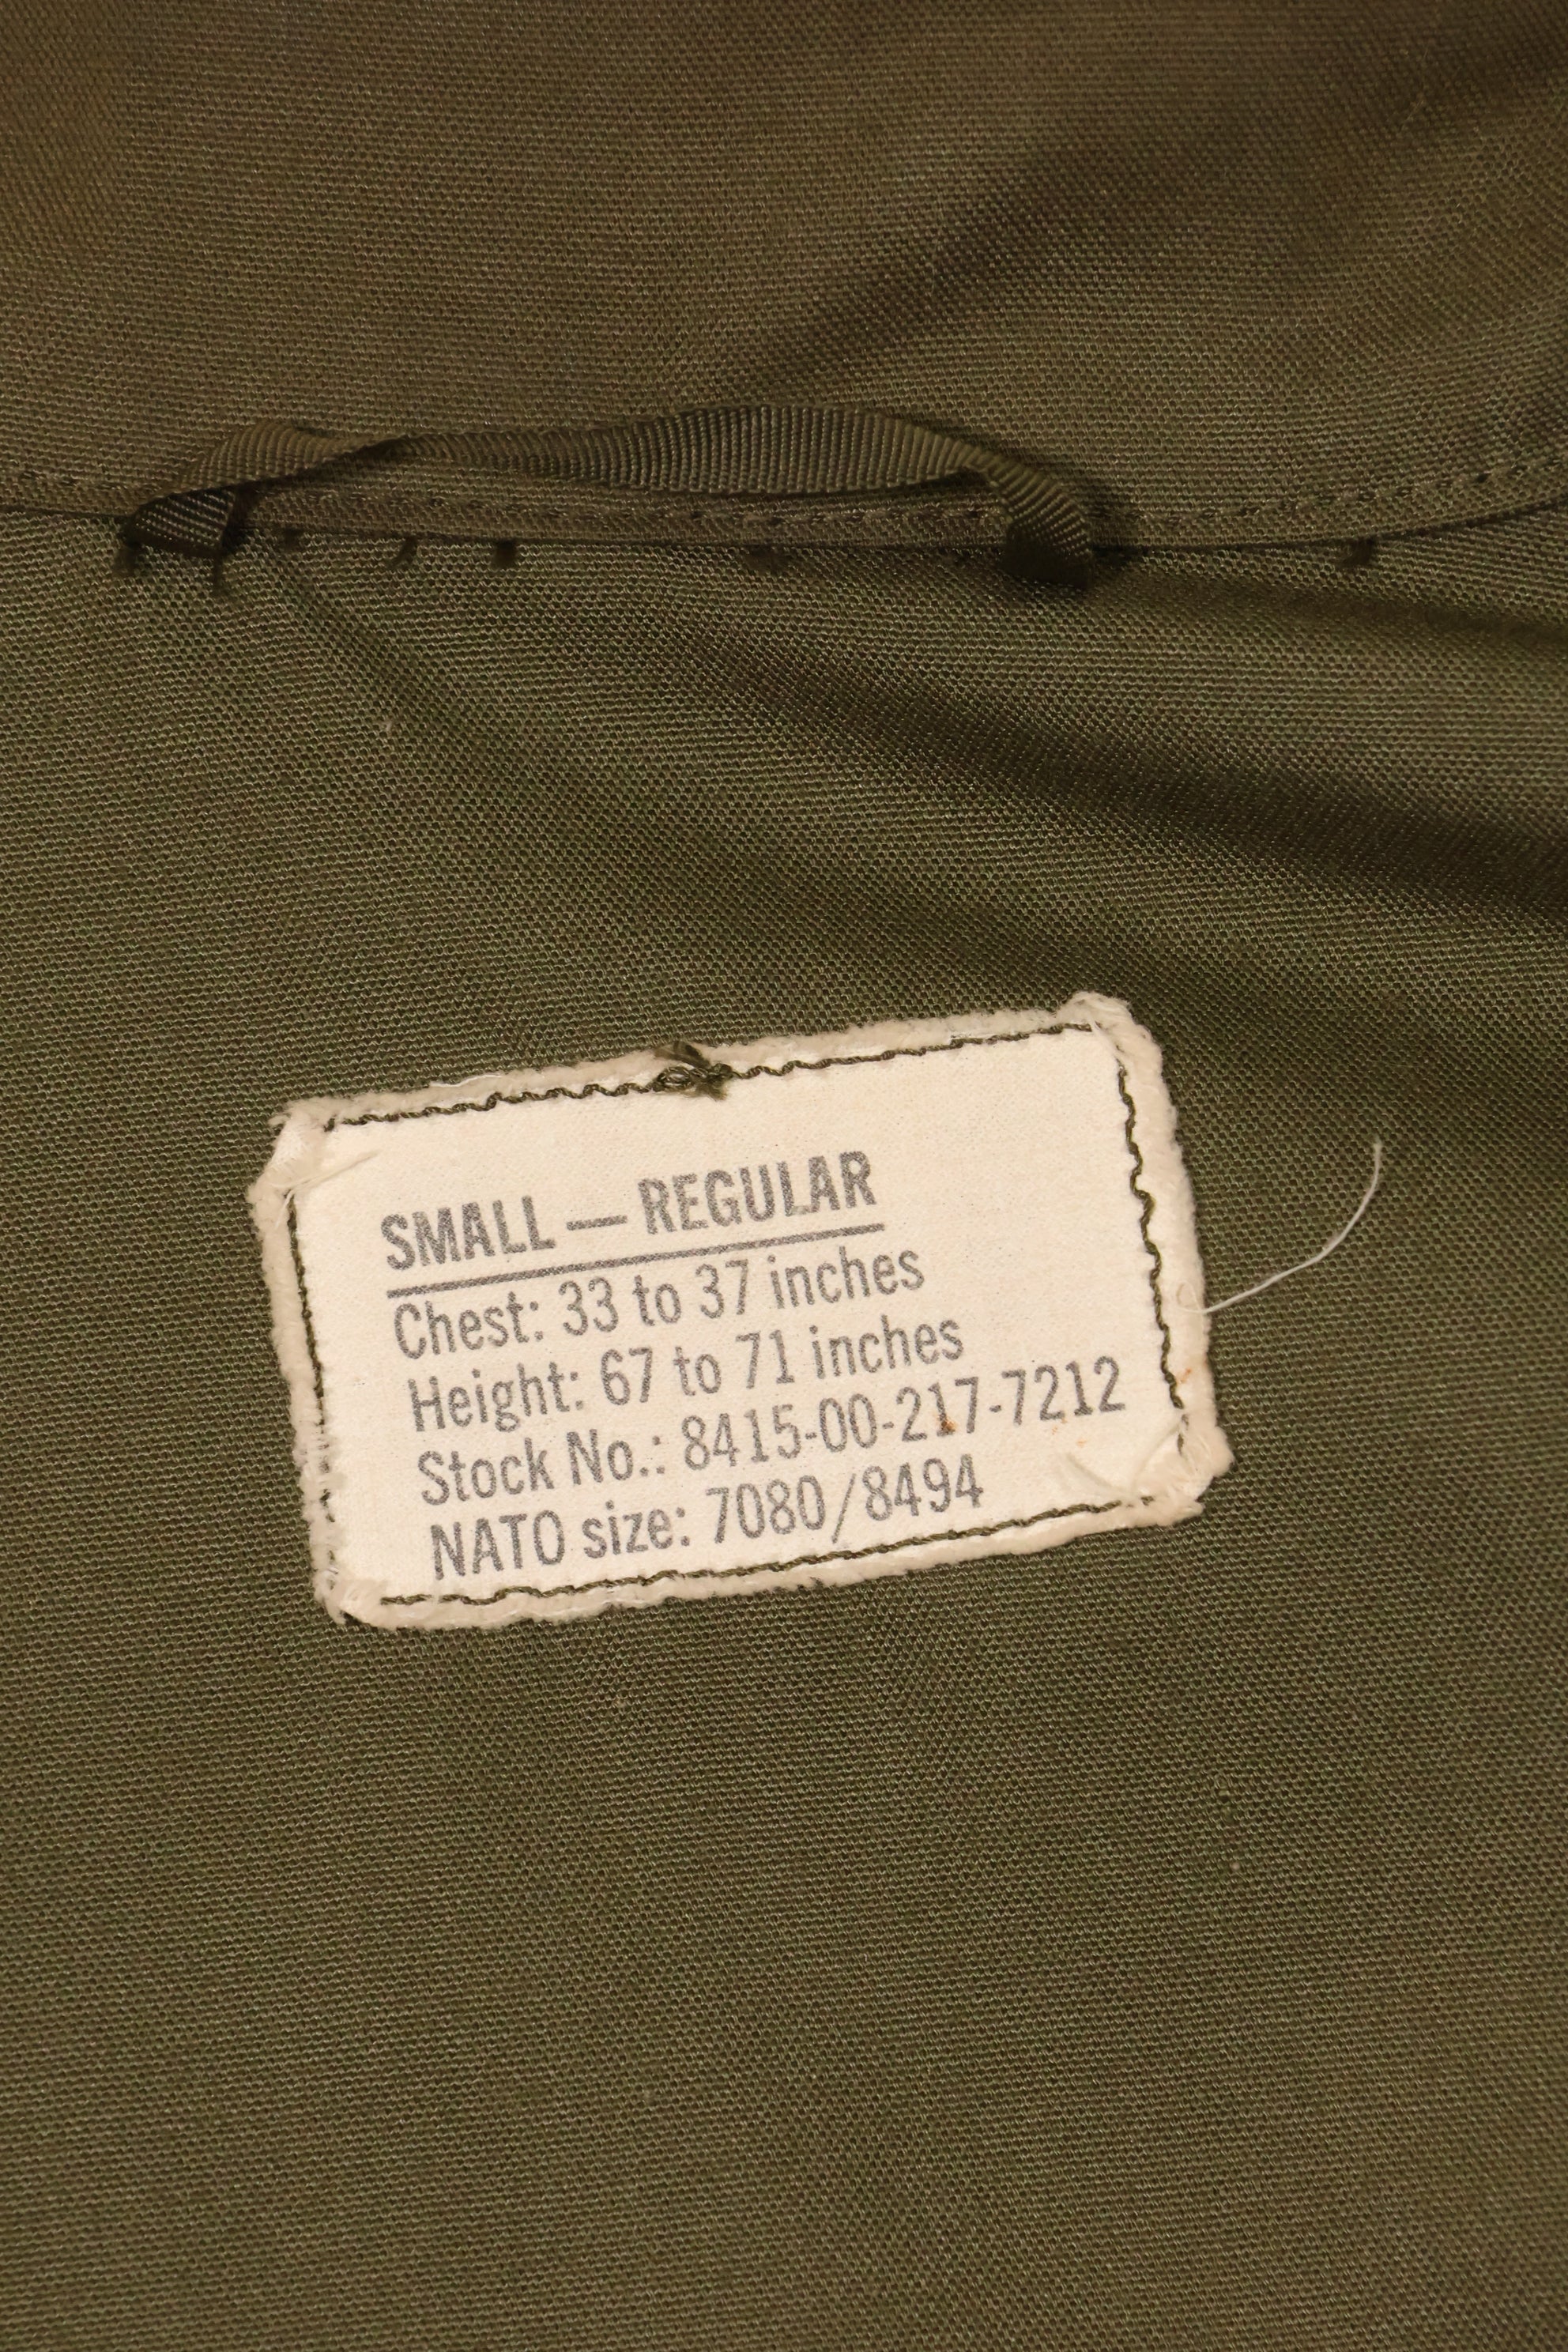 SMALL — REGULAR
Chest: 33 to 37 inches
Height: 67 to 71 inches
Stock No.: 8415-00-217-7212
NATO size: 7080/8494